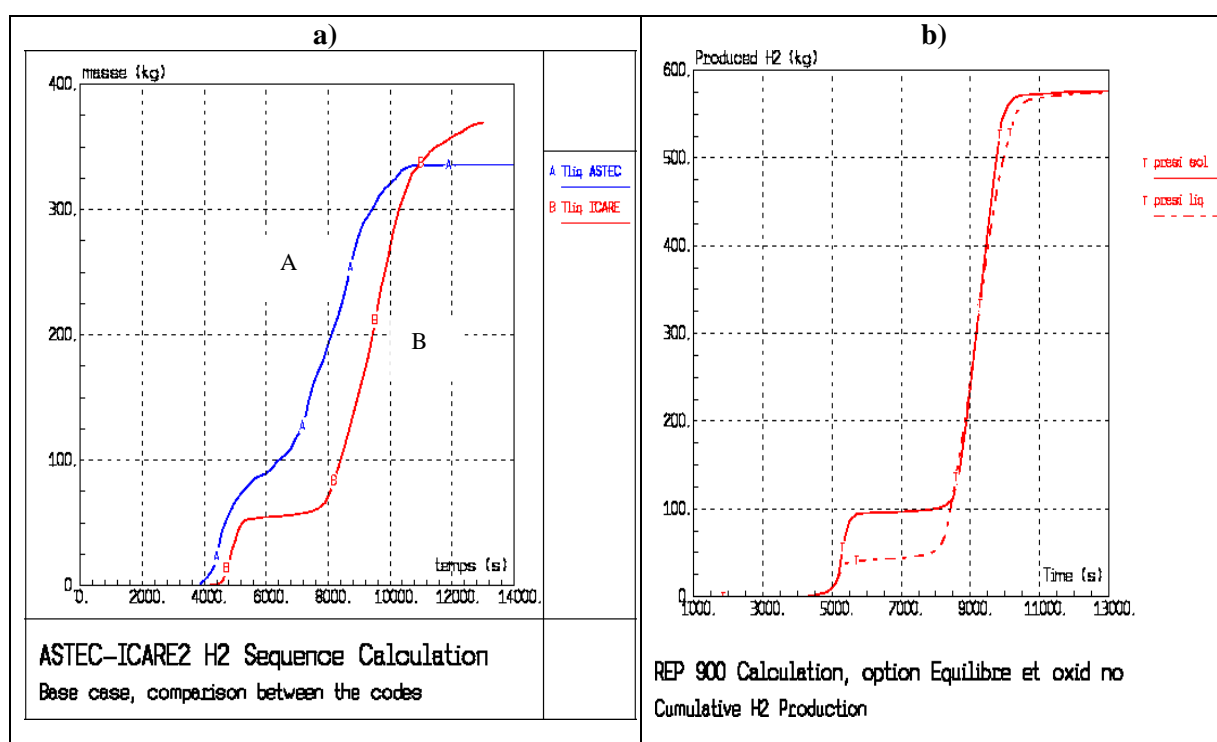 a)
masse (kg)
400.
300.
200.
100.
0.
0.
2000.
4000.
6000.
8000.
10000.
12000.
14000.
temps (s)
A
A
A
A
A
B
B
B
B
B
A Tliq ASTEC
B Tliq ICARE
ASTEC-ICARE2 H2 Sequence Calculation
Base case, comparison between the codes
b)
Produced H2 (kg)
600.
500.
400.
300.
200.
100.
0.
1000.
3000.
5000.
7000.
9000.
11000.
13000.
Time (s)
T
T
T
T
T
T
T
T presi sol
T presi liq
REP 900 Calculation, option Equilibre et oxid no
Cumulative H2 Production